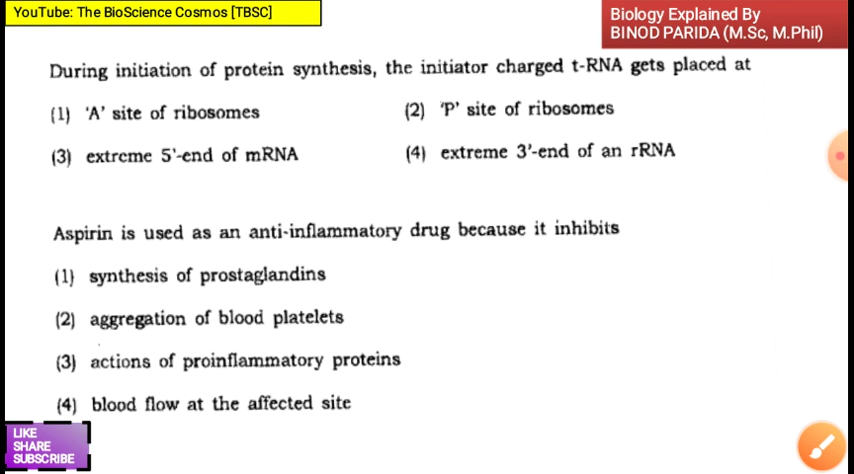 YouTube: The BioScience Cosmos [TBSC]
Biology Explained By
BINOD PARIDA (M.Sc, M.Phil)
During initiation of protein synthesis, the initiator charged t-RNA gets placed at
(1) 'A' site of ribosomes
(2) 'P' site of ribosomes
(3) extreme 5'-end of mRNA
(4) extreme 3'-end of an rRNA
Aspirin is used as an anti-inflammatory drug because it inhibits
(1) synthesis of prostaglandins
(2) aggregation of blood platelets
(3) actions of proinflammatory proteins
(4) blood flow at the affected site
LIKE
SHARE
SUBSCRIBE